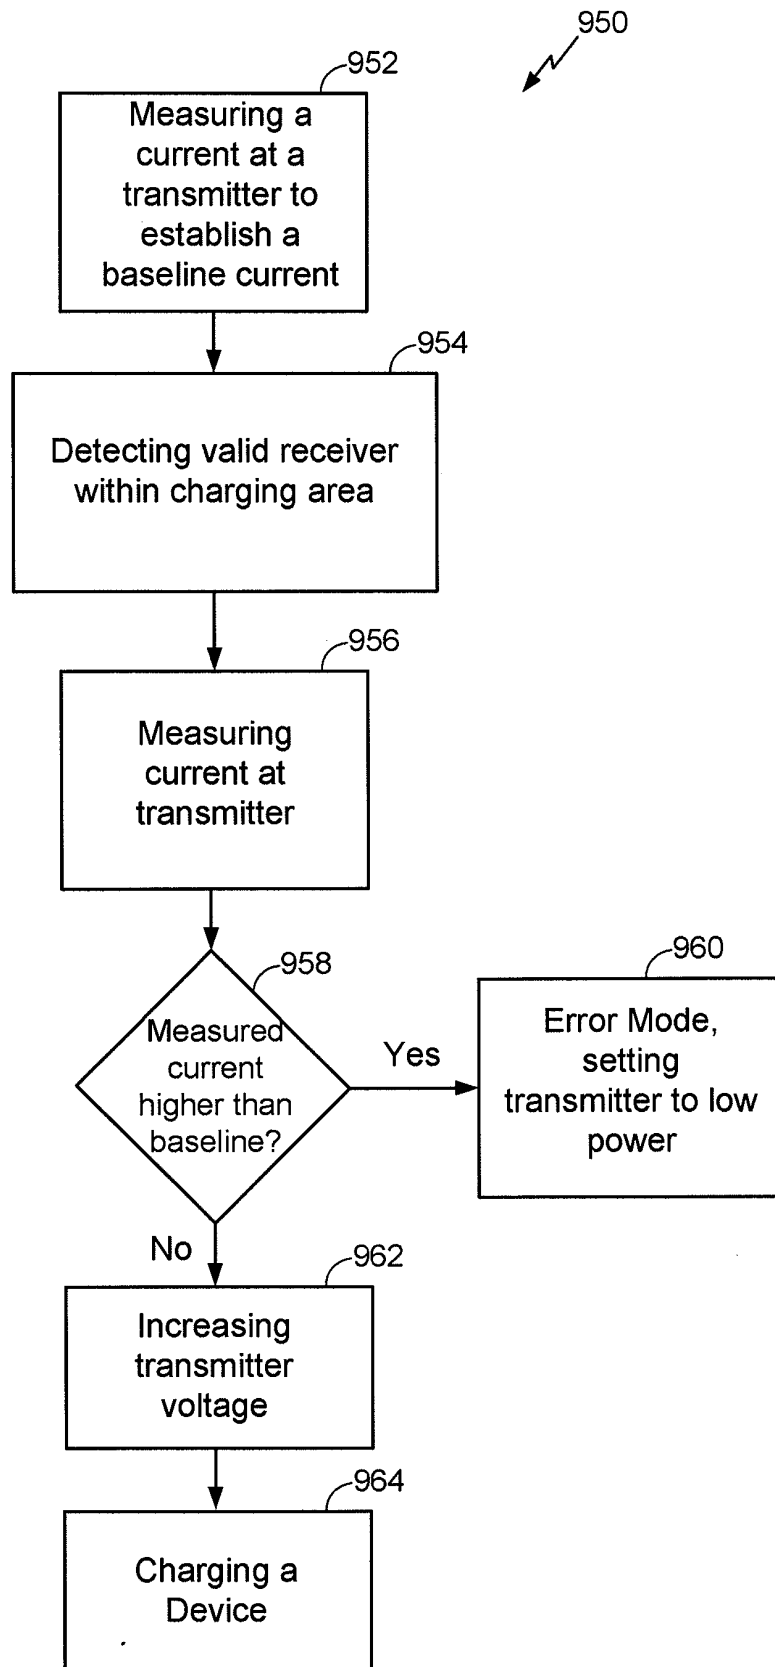 950
952
Measuring a
current at a
transmitter to
establish a
baseline current
954
Detecting valid receiver
within charging area
956
Measuring
current at
transmitter
958
Measured
current
higher than
baseline?
Yes
960
Error Mode,
setting
transmitter to low
power
No
962
Increasing
transmitter
voltage
964
Charging a
Device